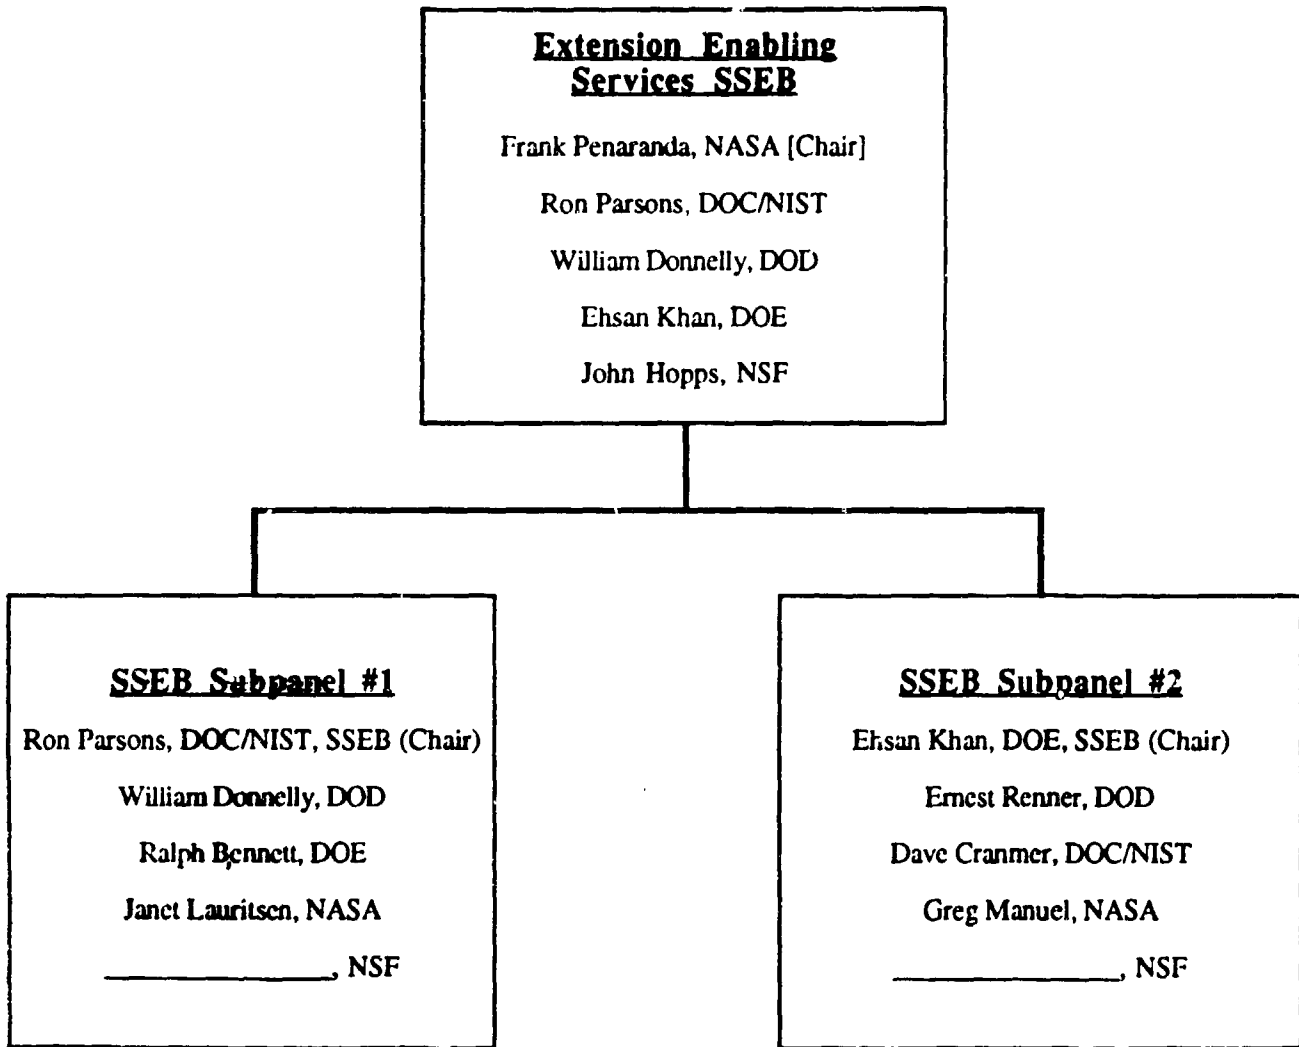 Extension Enabling
Services SSEB
Frank Penaranda, NASA [Chair]
Ron Parsons, DOC/NIST
William Donnelly, DOD
Ehsan Khan, DOE
John Hopps, NSF
SSEB Subpanel #1
Ron Parsons, DOC/NIST, SSEB (Chair)
William Donnelly, DOD
Ralph Bennett, DOE
Janet Lauritsen, NASA
________________, NSF
SSEB Subpanel #2
Ehsan Khan, DOE, SSEB (Chair)
Ernest Renner, DOD
Dave Cranmer, DOC/NIST
Greg Manuel, NASA
________________, NSF